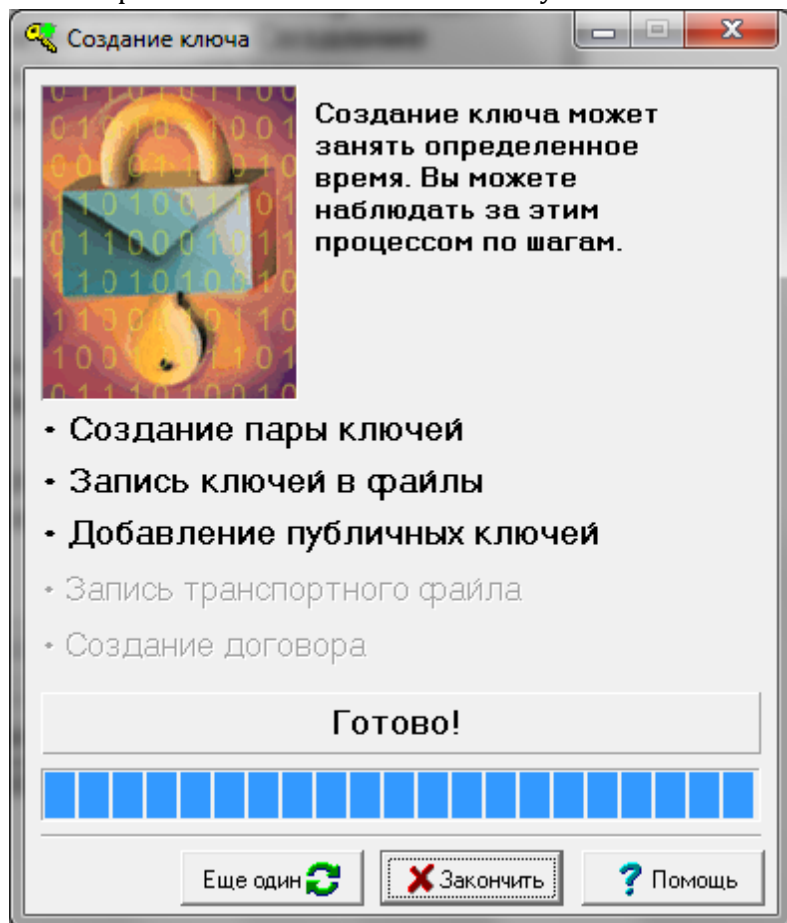 Создание ключа
Создание ключа может
занять определенное
время. Вы можете
наблюдать за этим
процессом по шагам.
• Создание пары ключей
• Запись ключей в файлы
• Добавление публичных ключей
• Запись транспортного файла
• Создание договора
Готово!
Еще один
Закончить
Помощь